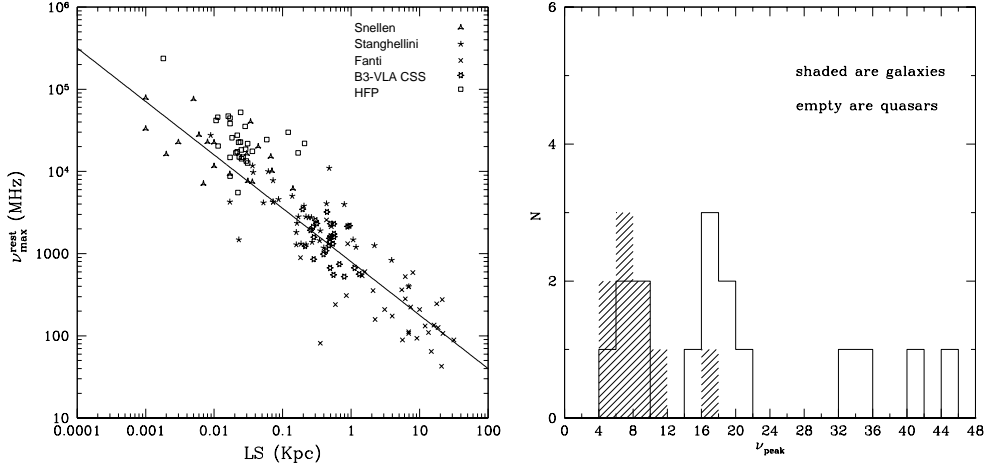 10^6
10^5
10^4
1000
100
10
ν_max^rest (MHz)
0.0001 0.001 0.01 0.1 1 10 100
LS (Kpc)
Snellen
Stanghellini
Fanti
B3-VLA CSS
HFP
6
4
2
0
N
0 4 8 12 16 20 24 28 32 36 40 44 48
ν_peak
shaded are galaxies
empty are quasars